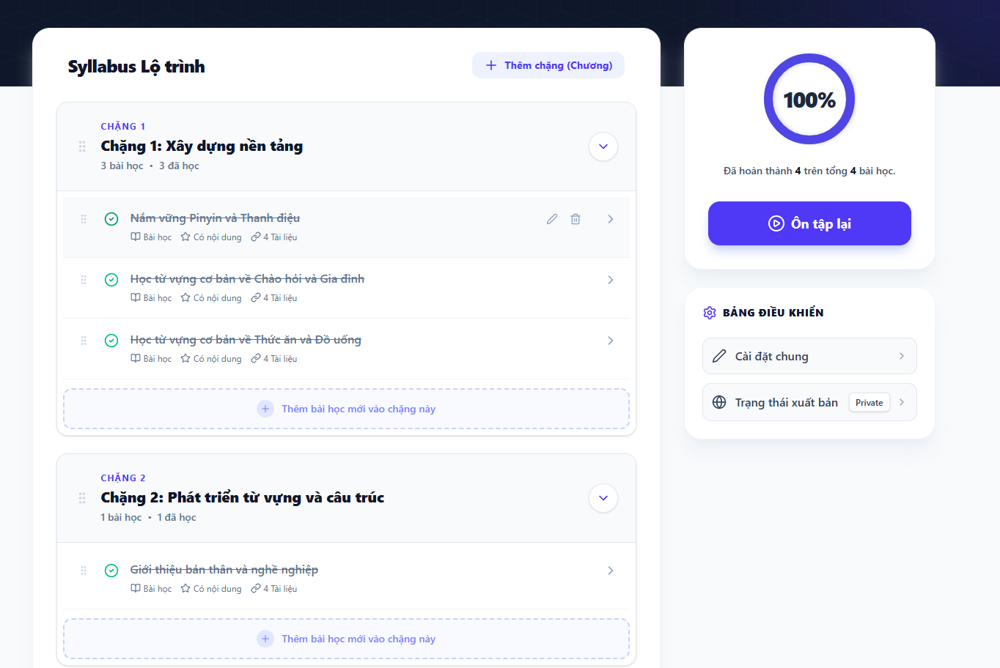 Syllabus Lộ trình
Thêm chặng (Chương)
CHẶNG 1
Chặng 1: Xây dựng nền tảng
3 bài học • 3 đã học
Nắm vững Pinyin và Thanh điệu
Bài học Có nội dung 4 Tài liệu
Học từ vựng cơ bản về Chào hỏi và Gia đình
Bài học Có nội dung 4 Tài liệu
Học từ vựng cơ bản về Thức ăn và Đồ uống
Bài học Có nội dung 4 Tài liệu
Thêm bài học mới vào chặng này
CHẶNG 2
Chặng 2: Phát triển từ vựng và câu trúc
1 bài học • 1 đã học
Giới thiệu bản thân và nghề nghiệp
Bài học Có nội dung 4 Tài liệu
Thêm bài học mới vào chặng này
100%
Đã hoàn thành 4 trên tổng 4 bài học.
Ôn tập lại
BẢNG ĐIỀU KHIỂN
Cài đặt chung
Trạng thái xuất bản Private